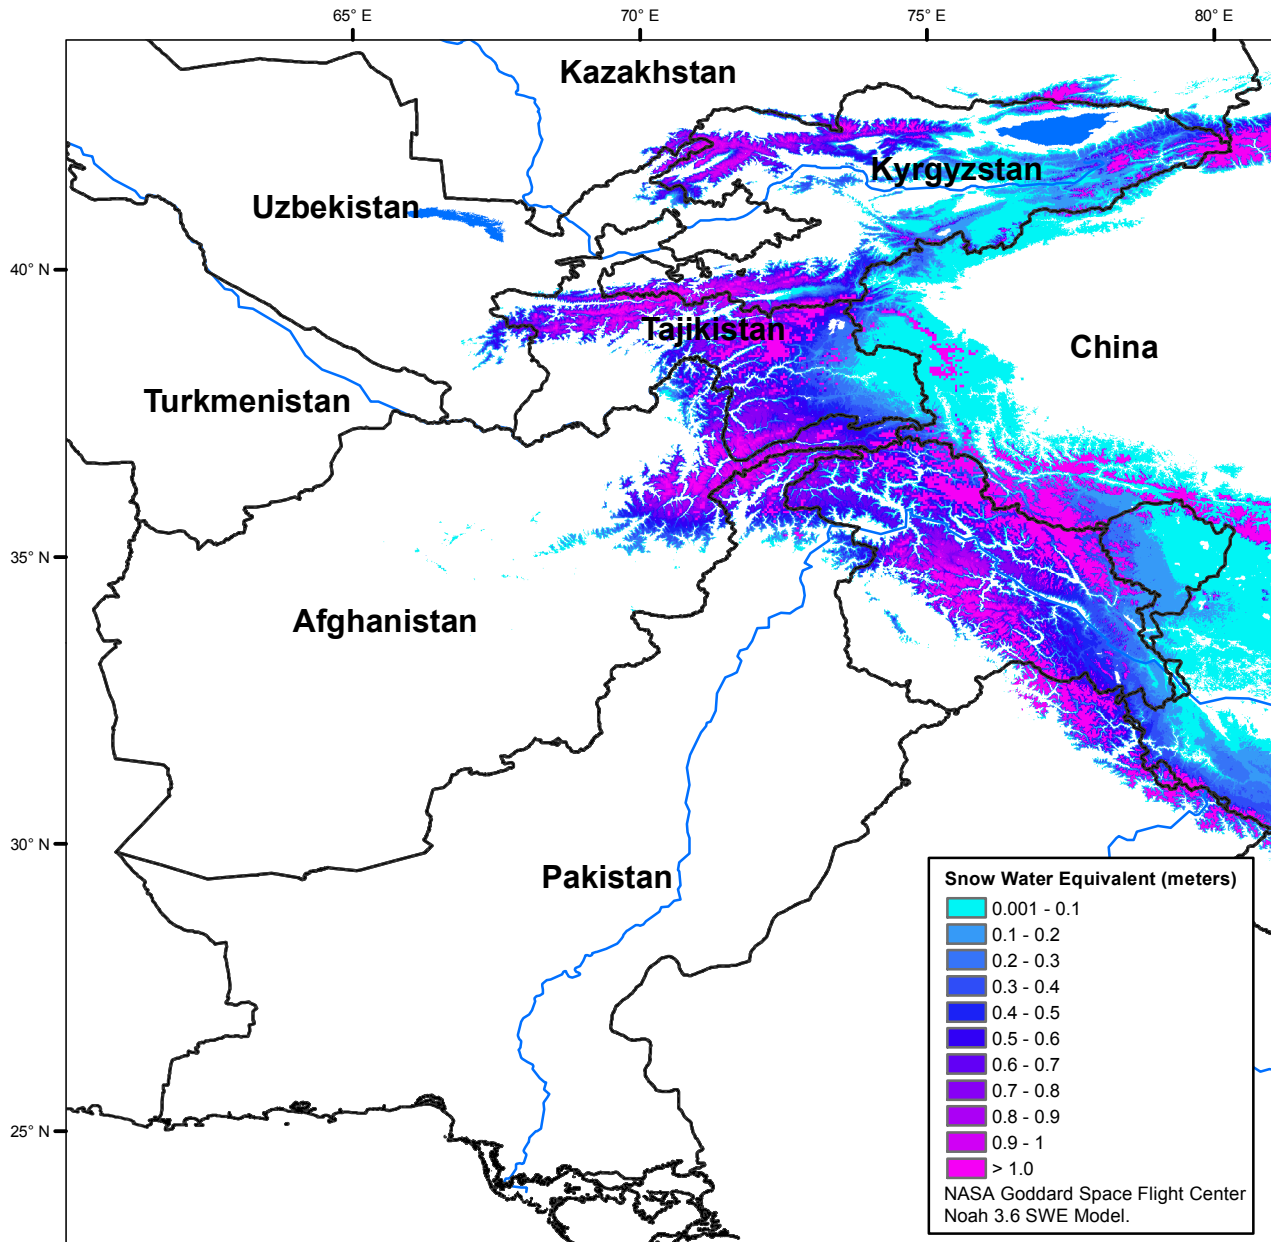 65° E
70° E
75° E
80° E
Kazakhstan
Kyrgyzstan
Uzbekistan
40° N
Tajikistan
China
Turkmenistan
35° N
Afghanistan
30° N
Pakistan
Snow Water Equivalent (meters)
0.001 - 0.1
0.1 - 0.2
0.2 - 0.3
0.3 - 0.4
0.4 - 0.5
0.5 - 0.6
0.6 - 0.7
0.7 - 0.8
0.8 - 0.9
0.9 - 1
> 1.0
NASA Goddard Space Flight Center
Noah 3.6 SWE Model.
25° N